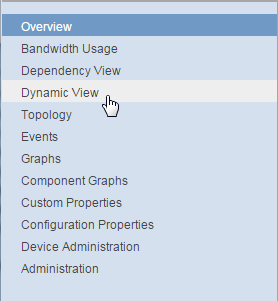 Overview
Bandwidth Usage
Dependency View
Dynamic View
Topology
Events
Graphs
Component Graphs
Custom Properties
Configuration Properties
Device Administration
Administration